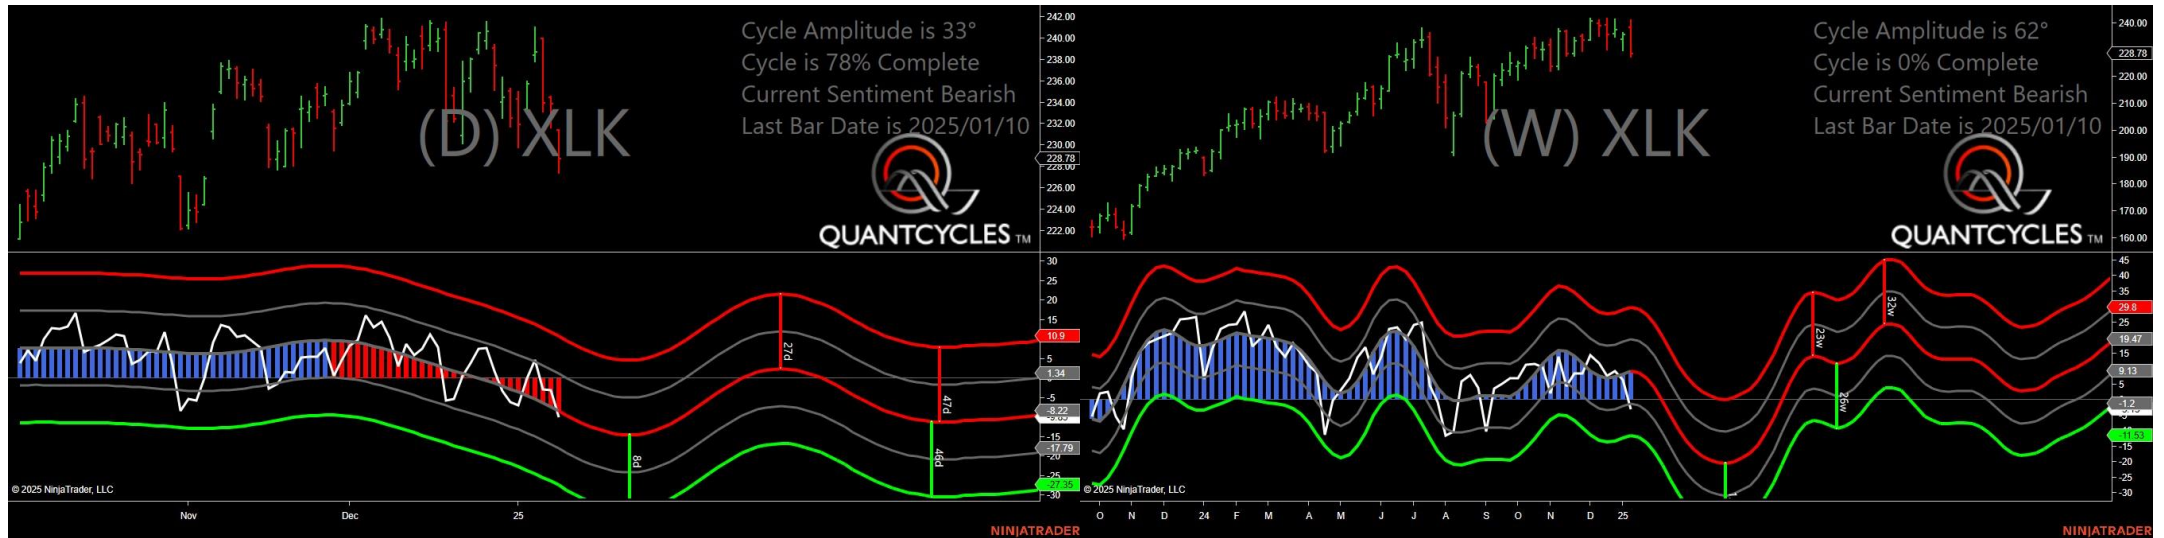 Cycle Amplitude is 33°
Cycle is 78% Complete
Current Sentiment Bearish
Last Bar Date is 2025/01/10
(D) XLK
QUANTCYCLES TM
242.00
240.00
238.00
236.00
234.00
232.00
230.00
228.78
228.00
226.00
224.00
222.00
30
25
20
15
10.9
5
1.34
-5
-8.22
-15
-17.79
-20
-25
-27.35
-30
27d
47d
8d
46d
© 2025 NinjaTrader, LLC
Nov
Dec
25
NINJATRADER
Cycle Amplitude is 62°
Cycle is 0% Complete
Current Sentiment Bearish
Last Bar Date is 2025/01/10
(W) XLK
QUANTCYCLES TM
240.00
228.78
220.00
210.00
200.00
190.00
180.00
170.00
160.00
45
40
35
29.8
25
19.47
15
9.13
5
-1.2
-11.53
-15
-20
-25
-30
23w
32w
26w
© 2025 NinjaTrader, LLC
O N D 24 F M A M J J A S O N D 25
NINJATRADER